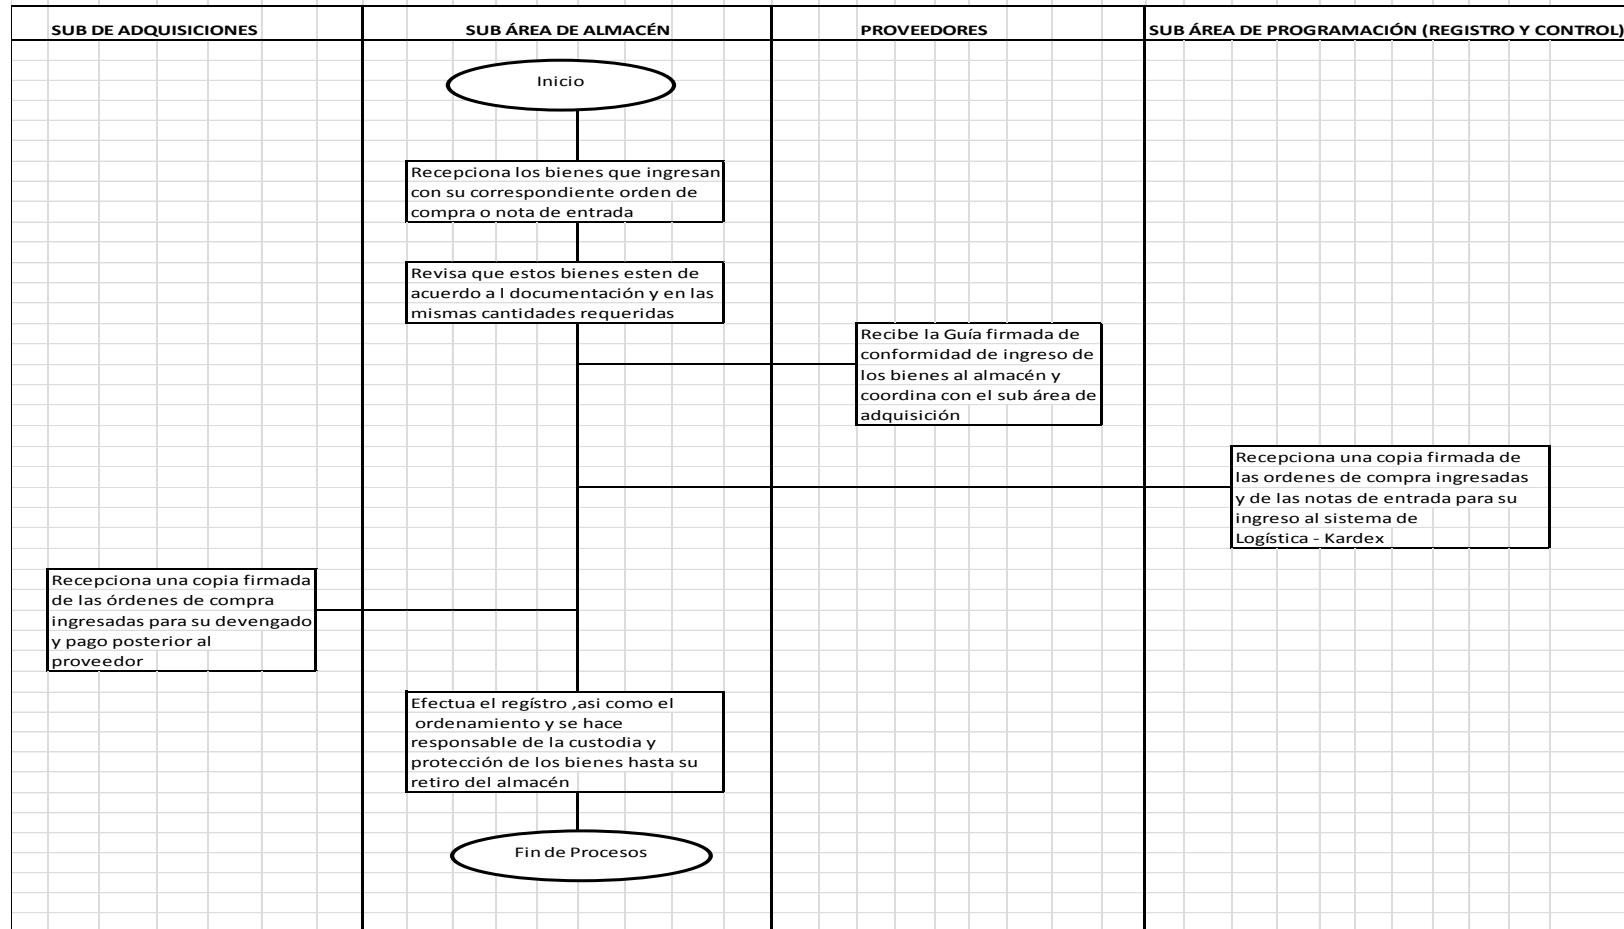 SUB DE ADQUISICIONES
SUB ÁREA DE ALMACÉN
PROVEEDORES
SUB ÁREA DE PROGRAMACIÓN (REGISTRO Y CONTROL)
Inicio
Recepciona los bienes que ingresan
con su correspondiente orden de
compra o nota de entrada
Revisa que estos bienes esten de
acuerdo a l documentación y en las
mismas cantidades requeridas
Recibe la Guía firmada de
conformidad de ingreso de
los bienes al almacén y
coordina con el sub área de
adquisición
Recepciona una copia firmada de
las ordenes de compra ingresadas
y de las notas de entrada para su
ingreso al sistema de
Logística - Kardex
Recepciona una copia firmada
de las órdenes de compra
ingresadas para su devengado
y pago posterior al
proveedor
Efectua el regístro ,asi como el
ordenamiento y se hace
responsable de la custodia y
protección de los bienes hasta su
retiro del almacén
Fin de Procesos